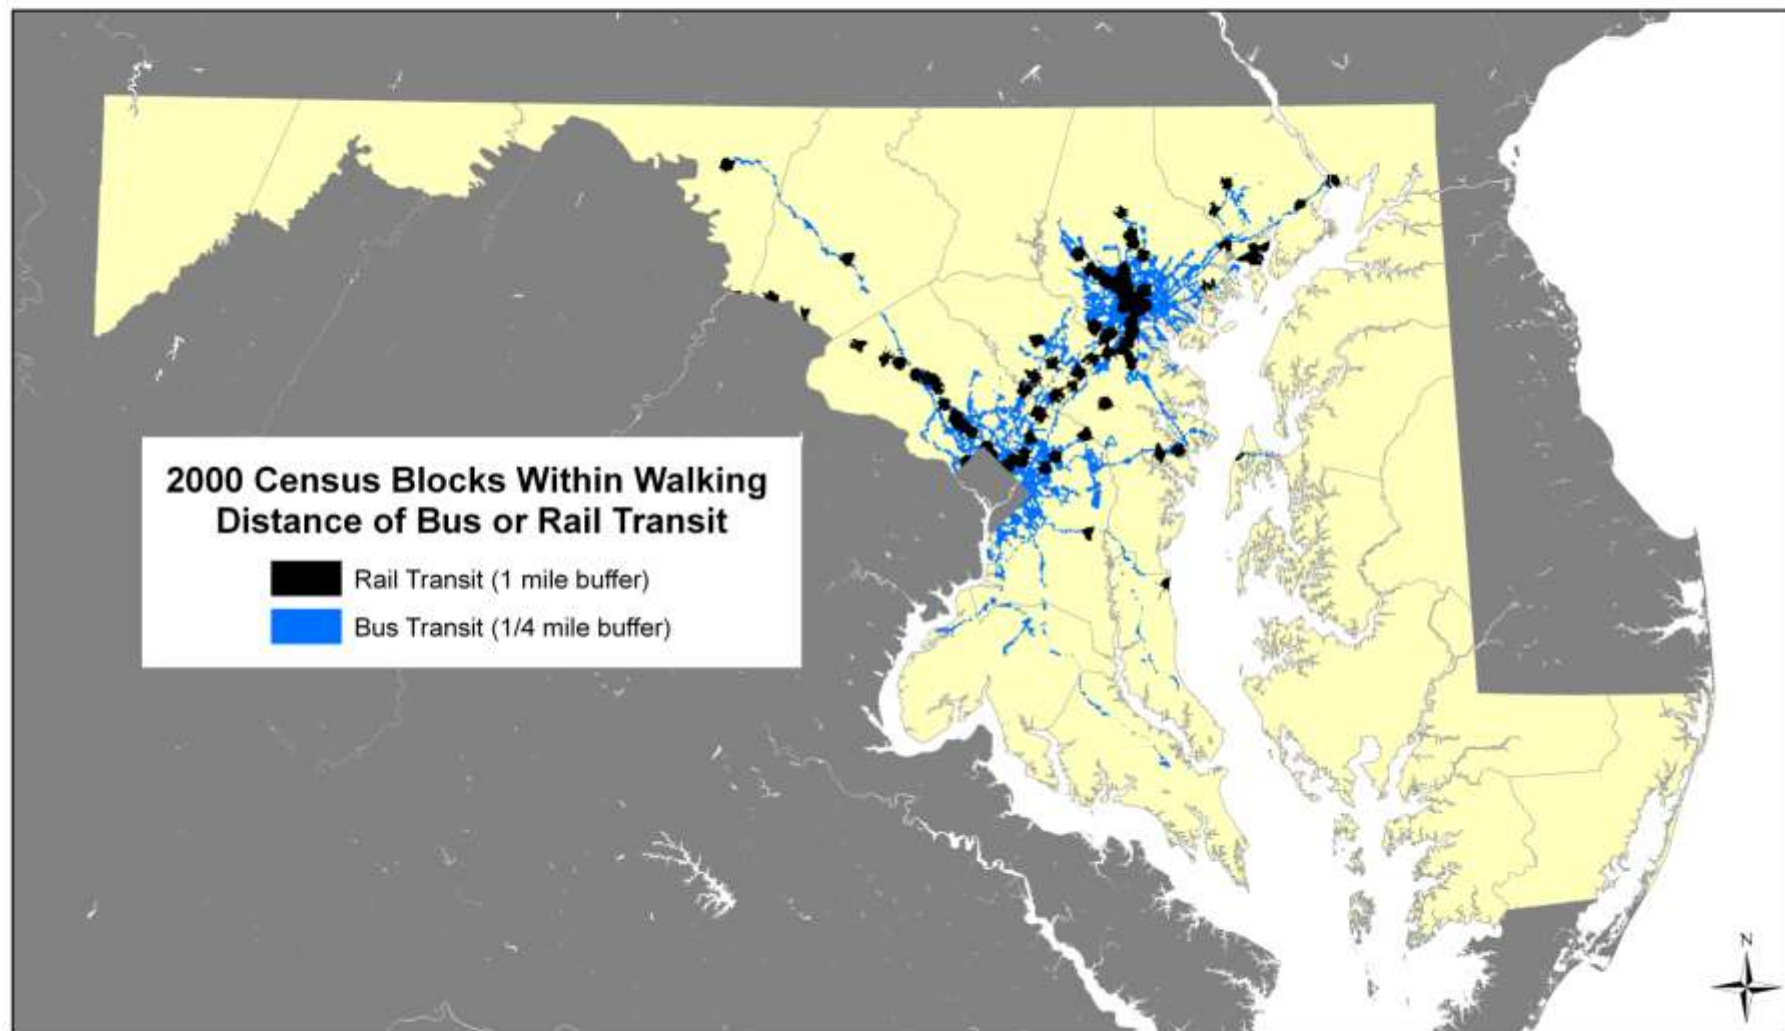 2000 Census Blocks Within Walking
Distance of Bus or Rail Transit
Rail Transit (1 mile buffer)
Bus Transit (1/4 mile buffer)
N